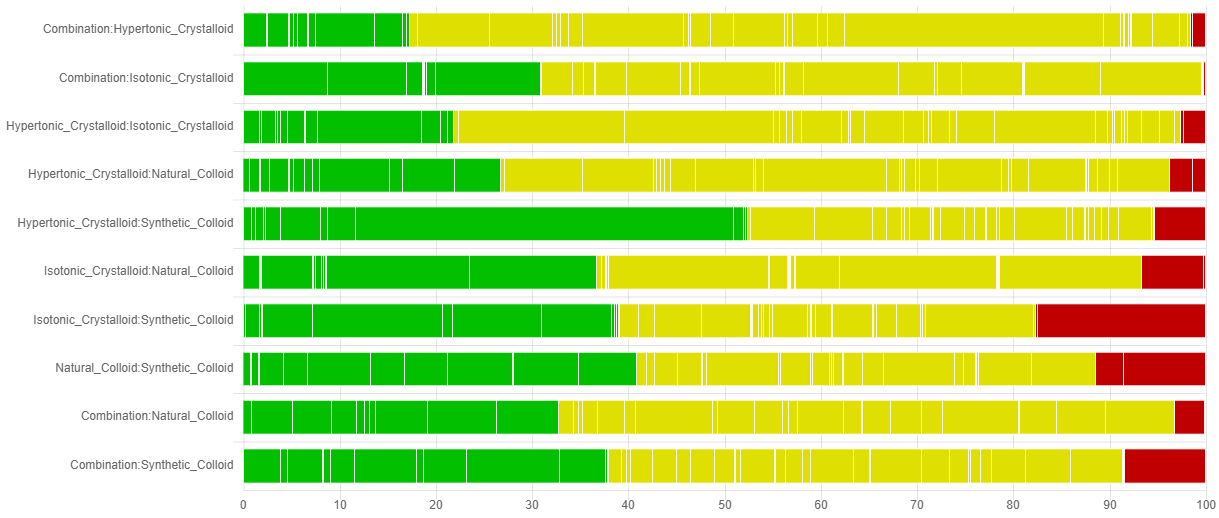 Combination:Hypertonic_Crystalloid
Combination:Isotonic_Crystalloid
Hypertonic_Crystalloid:Isotonic_Crystalloid
Hypertonic_Crystalloid:Natural_Colloid
Hypertonic_Crystalloid:Synthetic_Colloid
Isotonic_Crystalloid:Natural_Colloid
Isotonic_Crystalloid:Synthetic_Colloid
Natural_Colloid:Synthetic_Colloid
Combination:Natural_Colloid
Combination:Synthetic_Colloid
0 10 20 30 40 50 60 70 80 90 100